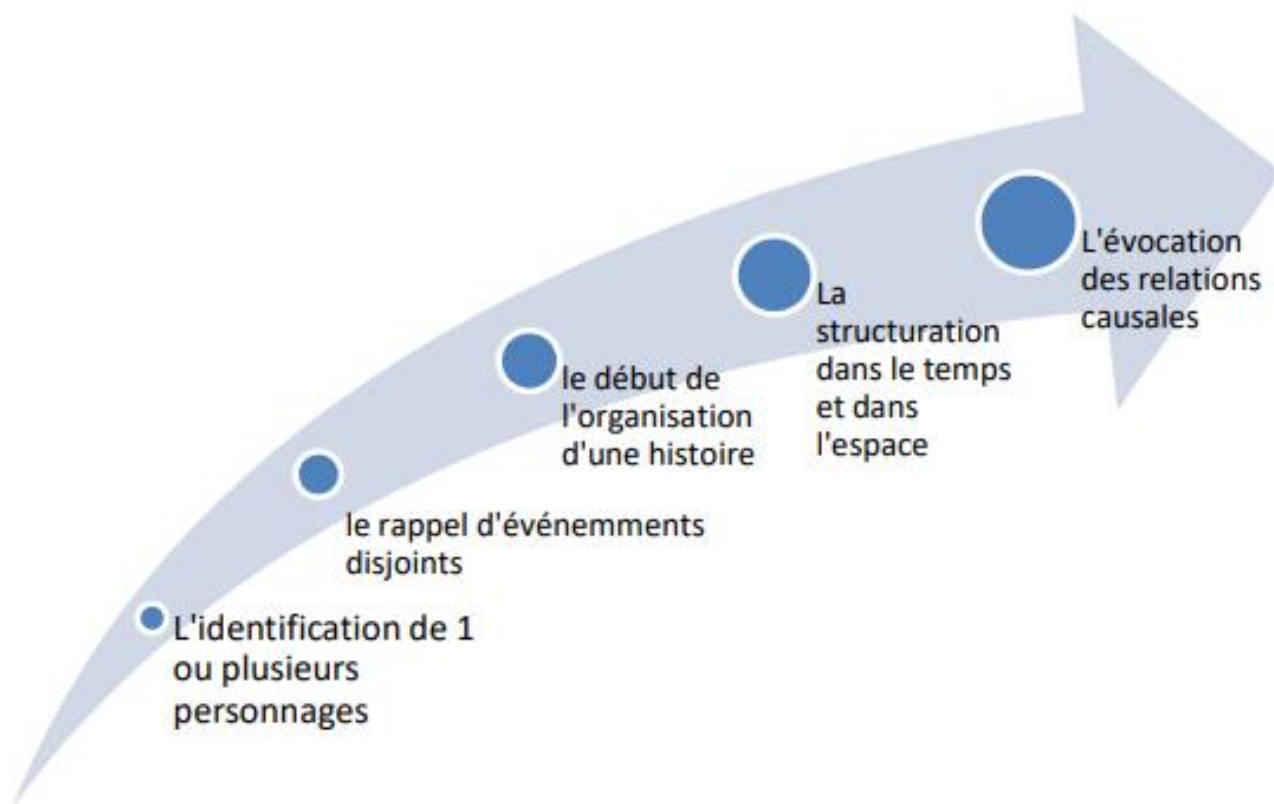 L'identification de 1
ou plusieurs
personnages
le rappel d'événemments
disjoints
le début de
l'organisation
d'une histoire
La
structuration
dans le temps
et dans
l'espace
L'évocation
des relations
causales